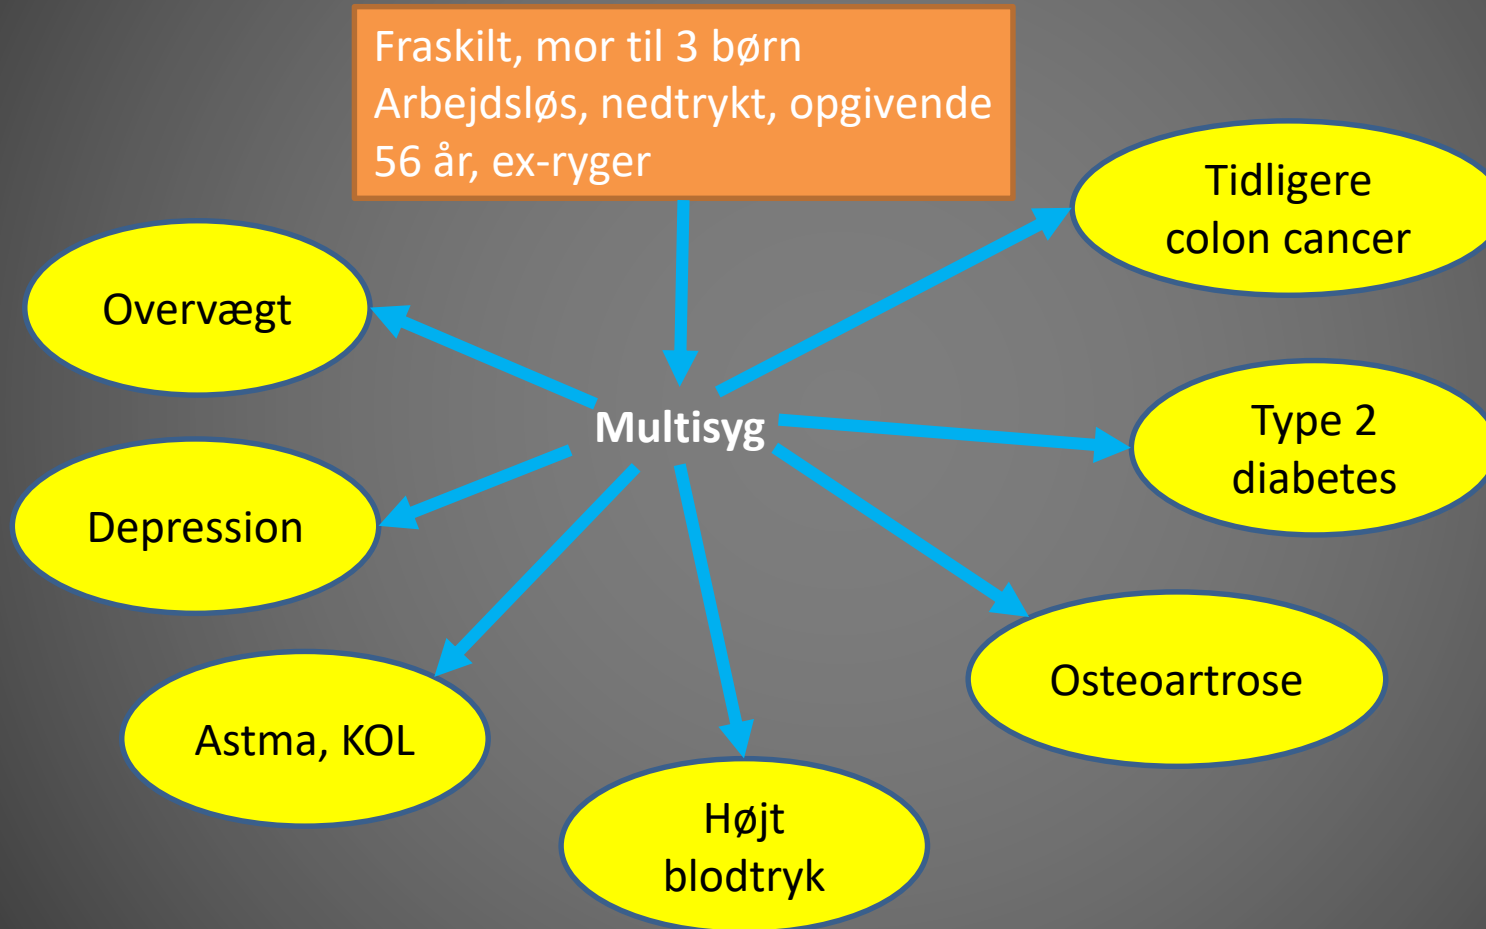 Fraskilt, mor til 3 børn
Arbejdsløs, nedtrykt, opgivende
56 år, ex-ryger
Tidligere
colon cancer
Overvægt
Multisyg
Type 2
diabetes
Depression
Osteoartrose
Astma, KOL
Højt
blodtryk